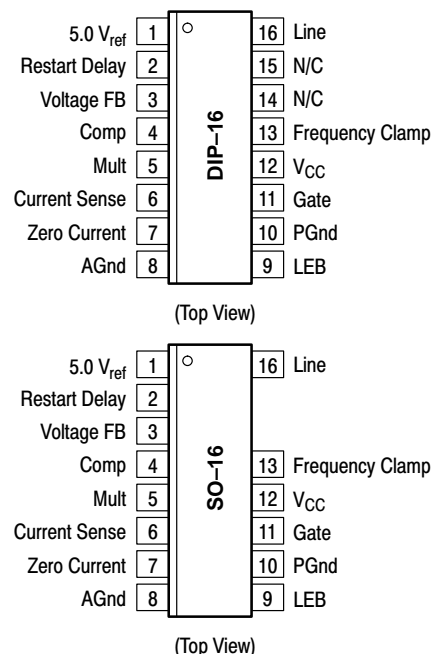 5.0 Vref 1 16 Line
Restart Delay 2 15 N/C
Voltage FB 3 14 N/C
Comp 4 13 Frequency Clamp
Mult 5 12 VCC
Current Sense 6 11 Gate
Zero Current 7 10 PGnd
AGnd 8 9 LEB
DIP–16
(Top View)
5.0 Vref 1 16 Line
Restart Delay 2
Voltage FB 3
Comp 4 13 Frequency Clamp
Mult 5 12 VCC
Current Sense 6 11 Gate
Zero Current 7 10 PGnd
AGnd 8 9 LEB
SO–16
(Top View)